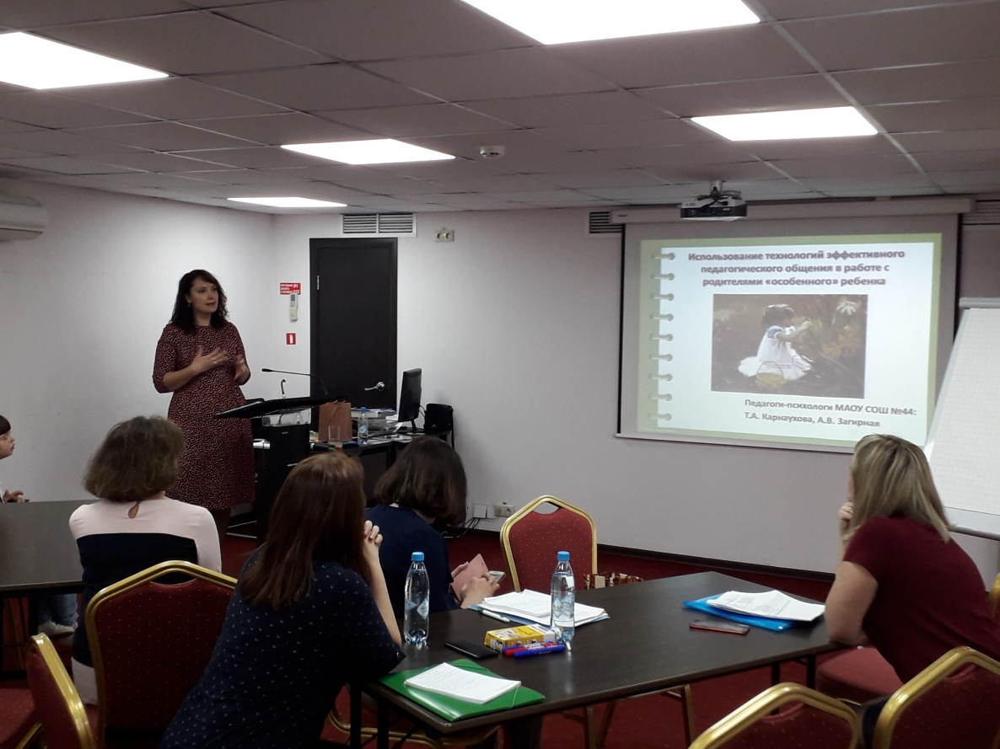 Использование технологий эффективного
педагогического общения в работе с
родителями «особенного» ребенка
Педагоги-психологи МАОУ СОШ №44:
Т.А. Карнаухова, А.В. Загирная